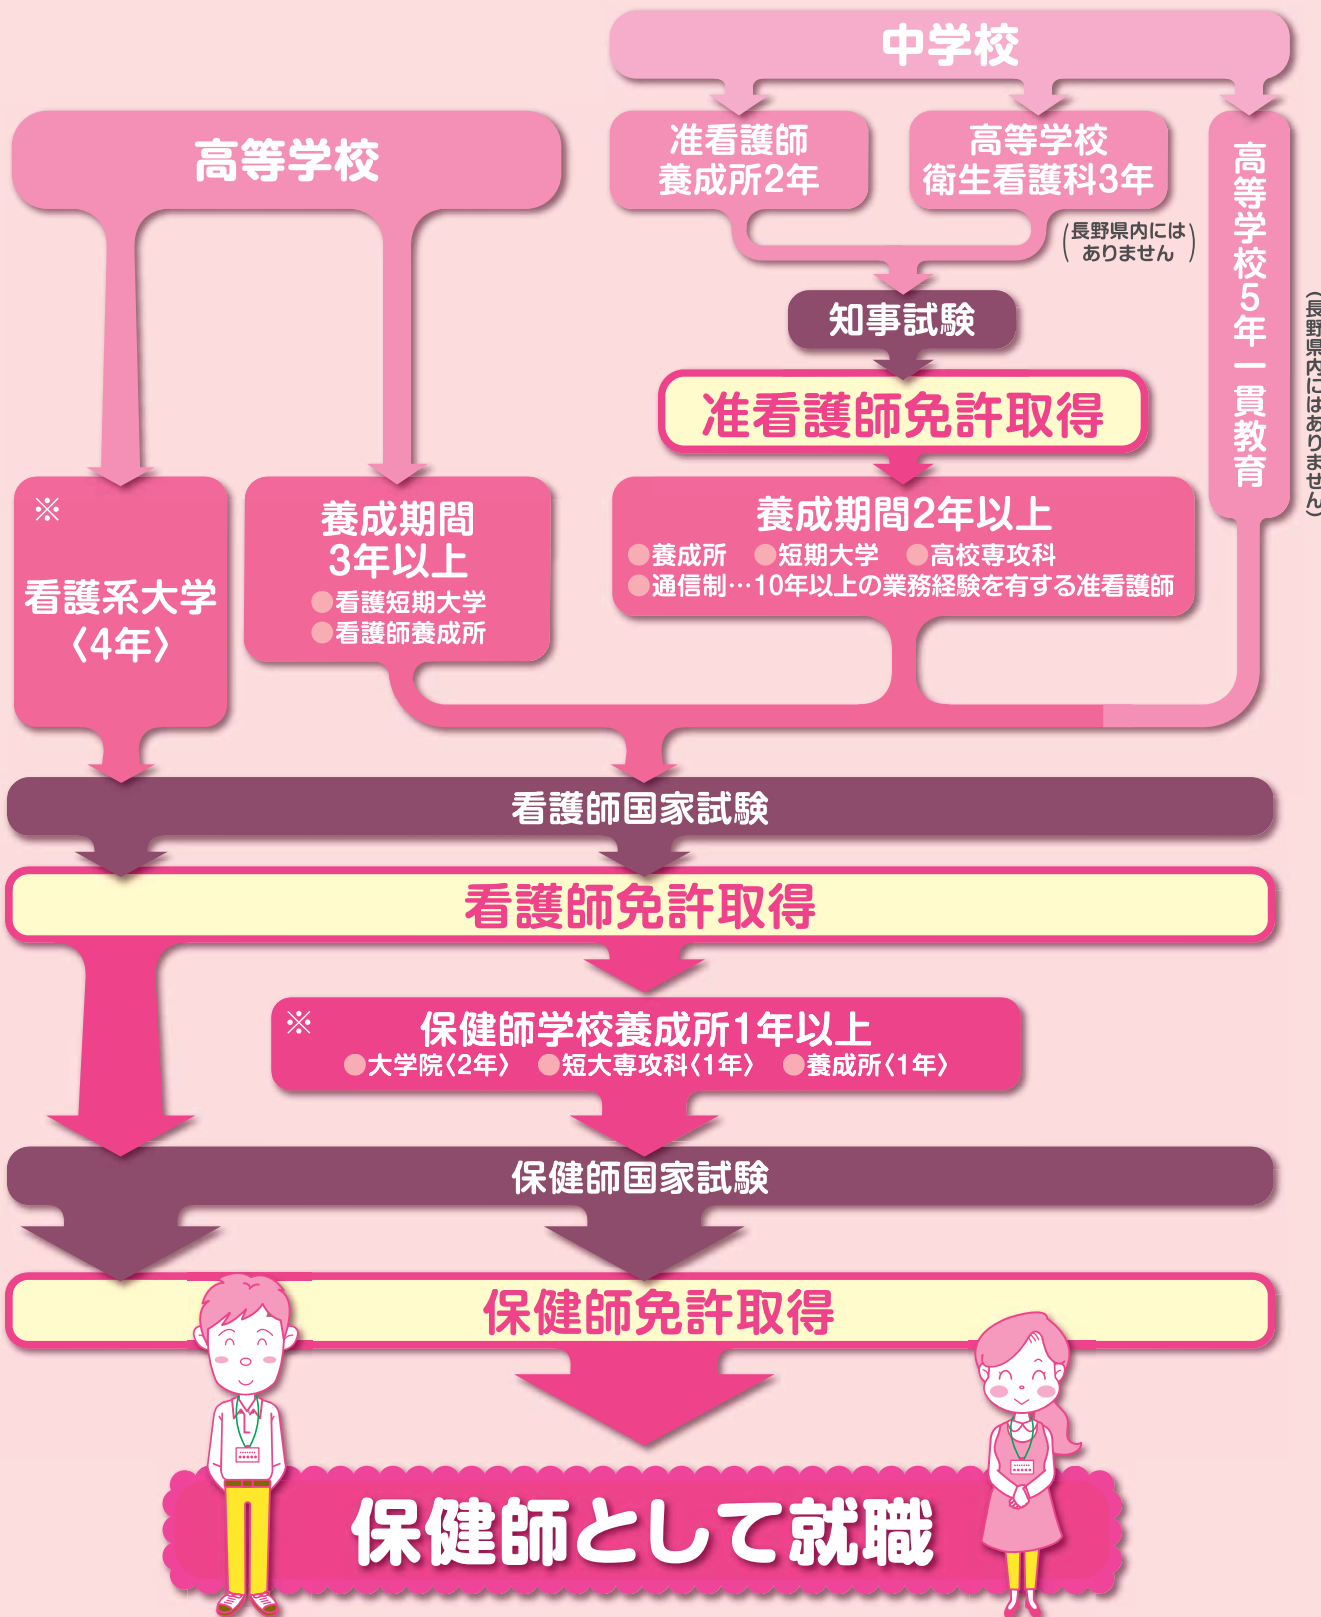 中学校
高等学校
准看護師
養成所2年
高等学校
衛生看護科3年
(長野県内には
ありません)
高等学校5年一貫教育
(長野県内にはありません)
知事試験
准看護師免許取得
※
看護系大学
〈4年〉
養成期間
3年以上
●看護短期大学
●看護師養成所
養成期間2年以上
●養成所 ●短期大学 ●高校専攻科
●通信制…10年以上の業務経験を有する准看護師
看護師国家試験
看護師免許取得
※ 保健師学校養成所1年以上
●大学院〈2年〉 ●短大専攻科〈1年〉 ●養成所〈1年〉
保健師国家試験
保健師免許取得
保健師として就職